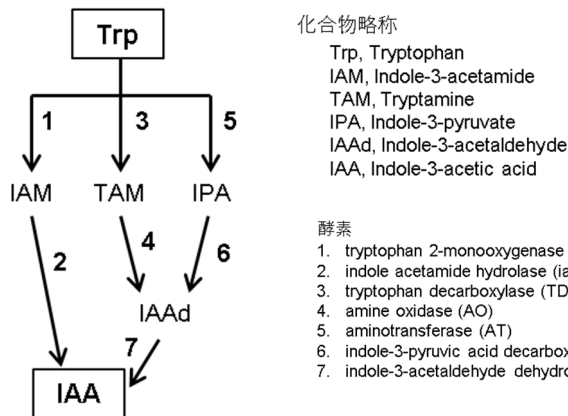 Trp
1 3 5
IAM TAM IPA
2 4 6
IAAd
7
IAA
化合物略称
Trp, Tryptophan
IAM, Indole-3-acetamide
TAM, Tryptamine
IPA, Indole-3-pyruvate
IAAd, Indole-3-acetaldehyde
IAA, Indole-3-acetic acid
酵素
1. tryptophan 2-monooxygenase
2. indole acetamide hydrolase
3. tryptophan decarboxylase (TD
4. amine oxidase (AO)
5. aminotransferase (AT)
6. indole-3-pyruvic acid
7. indole-3-acetaldehyde